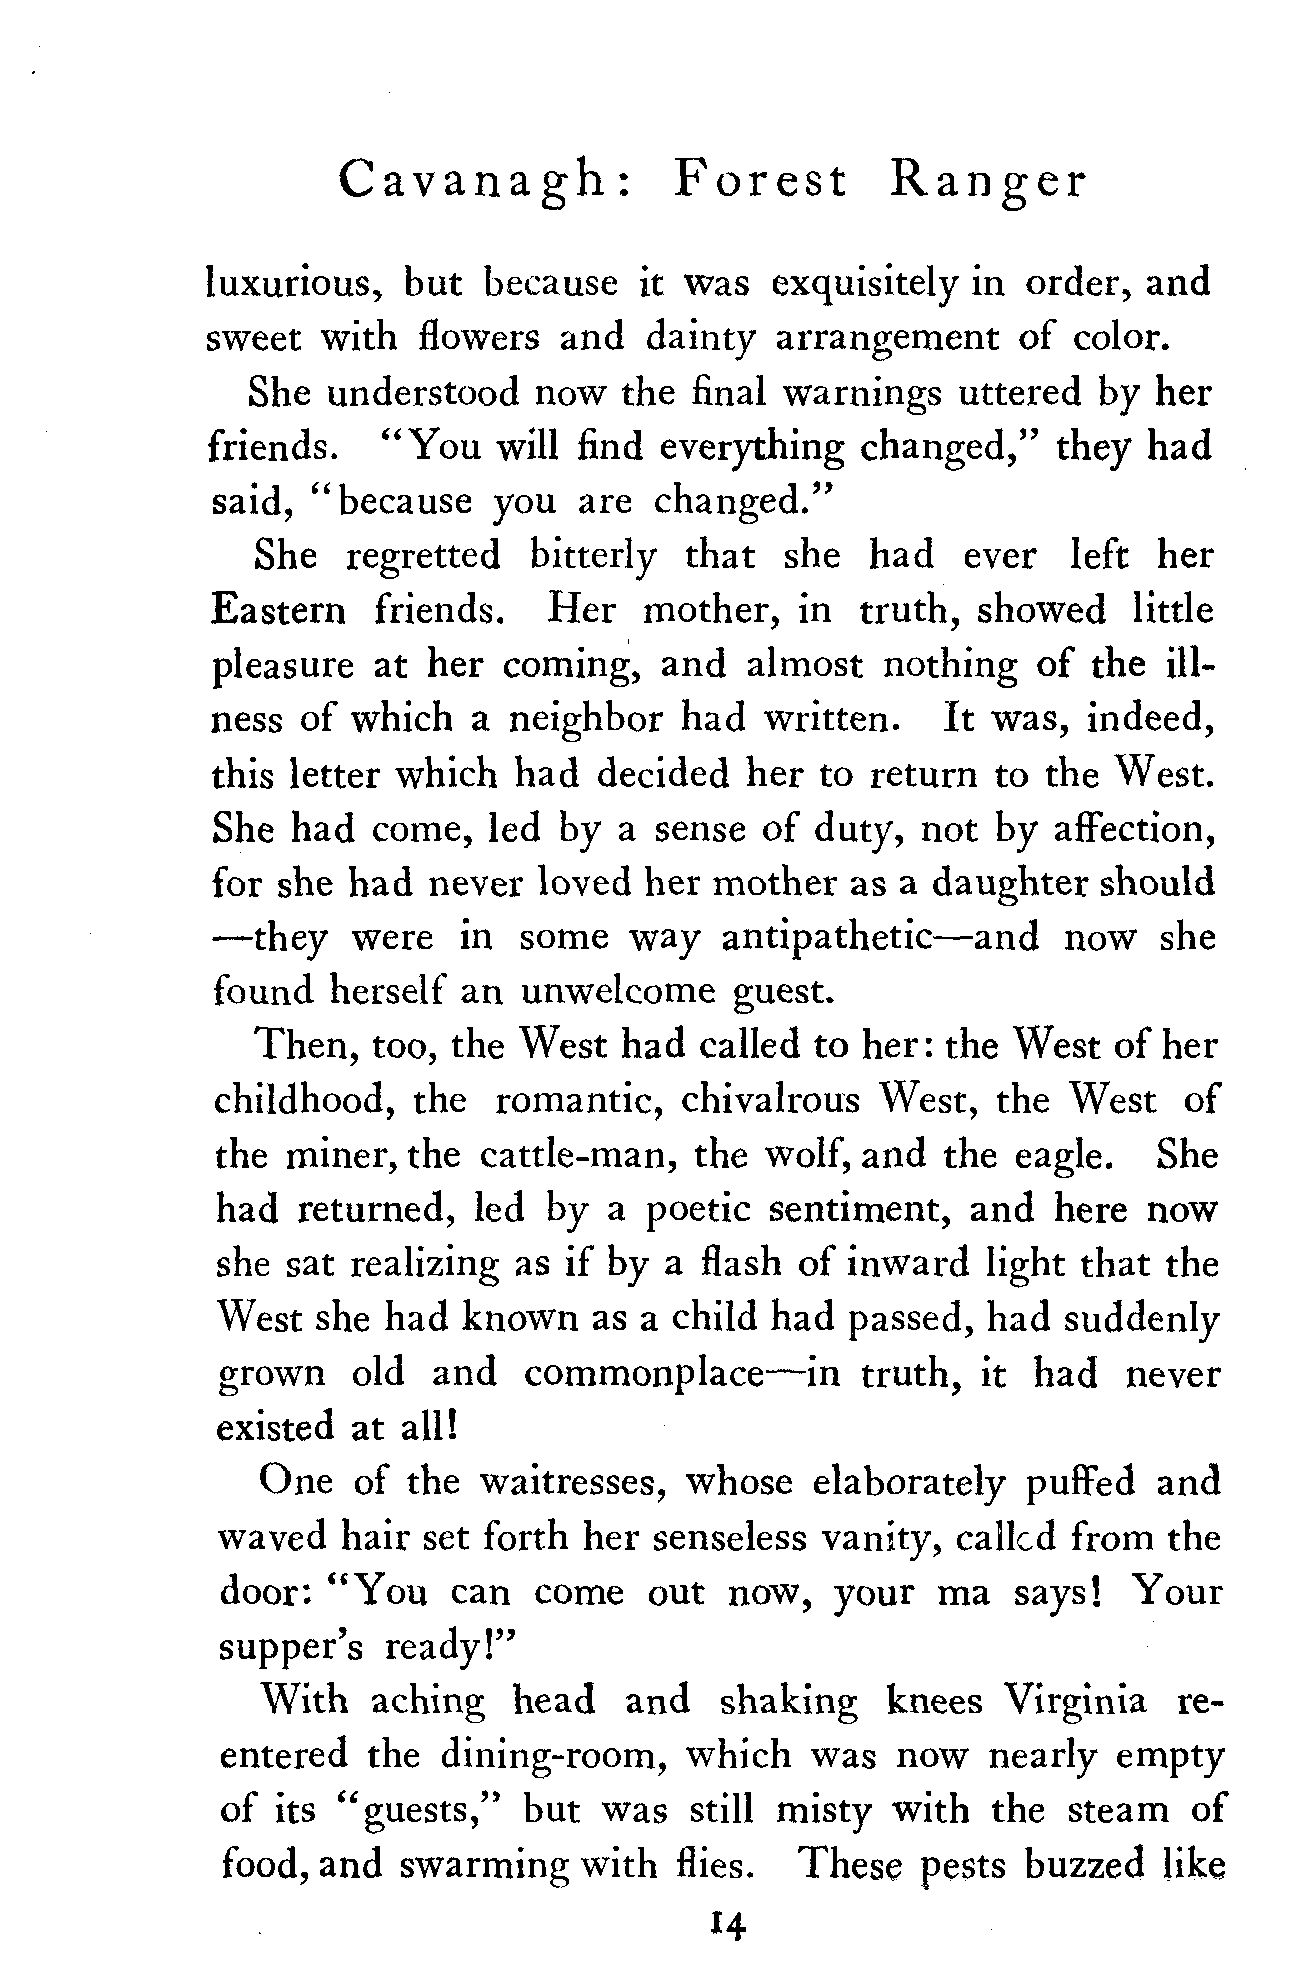 Cavanagh: Forest Ranger
luxurious, but because it was exquisitely in order, and
sweet with flowers and dainty arrangement of color.
She understood now the final warnings uttered by her
friends. "You will find everything changed," they had
said, "because you are changed."
She regretted bitterly that she had ever left her
Eastern friends. Her mother, in truth, showed little
pleasure at her coming, and almost nothing of the ill-
ness of which a neighbor had written. It was, indeed,
this letter which had decided her to return to the West.
She had come, led by a sense of duty, not by affection,
for she had never loved her mother as a daughter should
—they were in some way antipathetic—and now she
found herself an unwelcome guest.
Then, too, the West had called to her: the West of her
childhood, the romantic, chivalrous West, the West of
the miner, the cattle-man, the wolf, and the eagle. She
had returned, led by a poetic sentiment, and here now
she sat realizing as if by a flash of inward light that the
West she had known as a child had passed, had suddenly
grown old and commonplace—in truth, it had never
existed at all!
One of the waitresses, whose elaborately puffed and
waved hair set forth her senseless vanity, called from the
door: "You can come out now, your ma says! Your
supper's ready!"
With aching head and shaking knees Virginia re-
entered the dining-room, which was now nearly empty
of its "guests," but was still misty with the steam of
food, and swarming with flies. These pests buzzed like
14